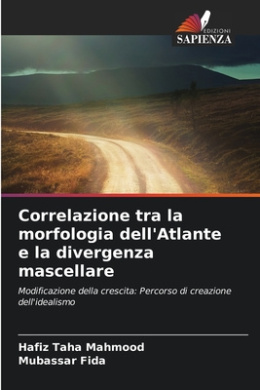 EDIZIONI
SAPIENZA
Correlazione tra la
morfologia dell'Atlante
e la divergenza
mascellare
Modificazione della crescita: Percorso di creazione
dell'idealismo
Hafiz Taha Mahmood
Mubassar Fida